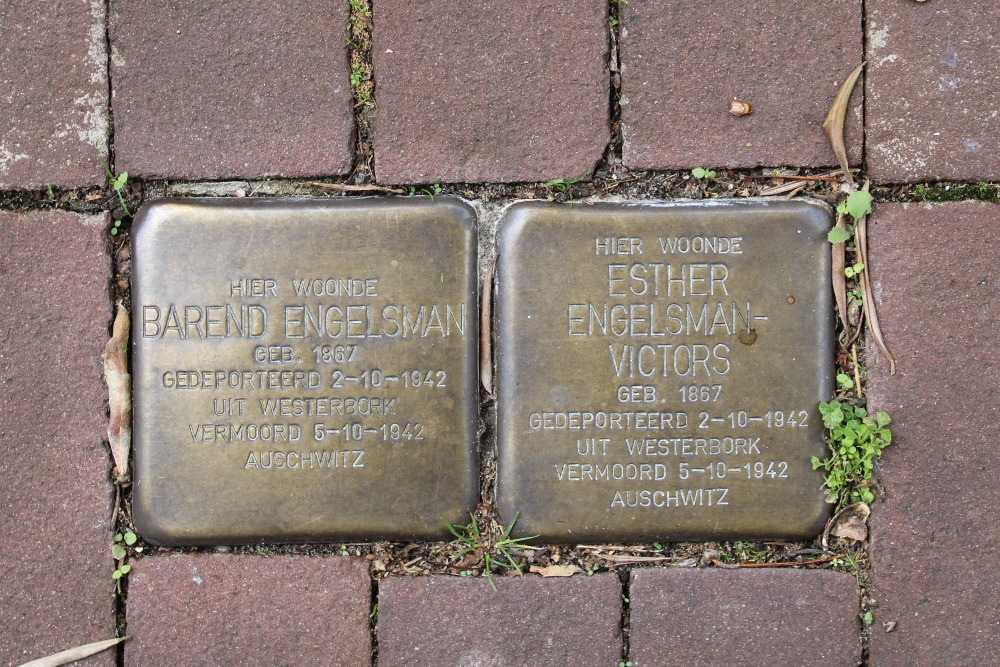 HIER WOONDE
BAREND ENGELSMAN
GEB. 1867
GEDEPORTEERD 2-10-1942
UIT WESTERBORK
VERMOORD 5-10-1942
AUSCHWITZ
HIER WOONDE
ESTHER
ENGELSMAN-
VICTORS
GEB. 1867
GEDEPORTEERD 2-10-1942
UIT WESTERBORK
VERMOORD 5-10-1942
AUSCHWITZ